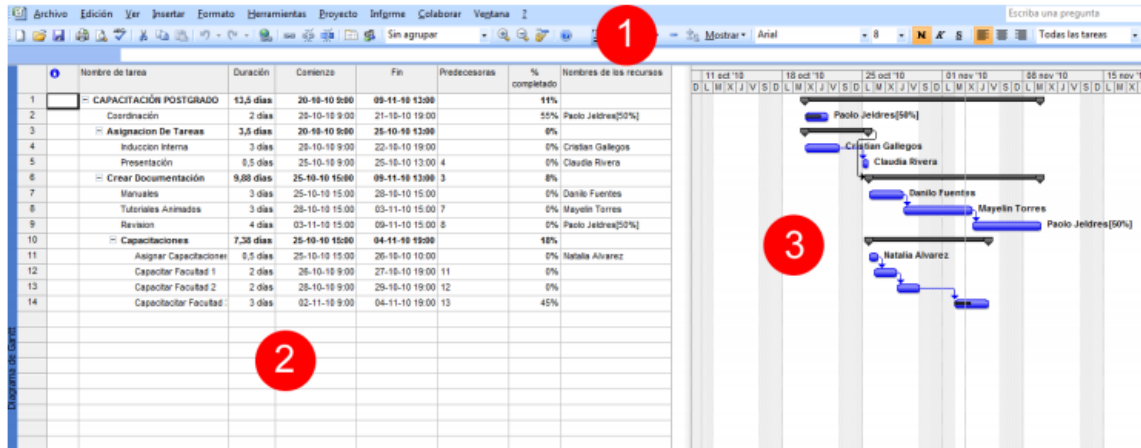 Archivo Edición Ver Insertar Formato Herramientas Proyecto Informe Colaborar Ventana ? Escriba una pregunta
Sin agrupar Mostrar Arial 8 N K S Todas las tareas
1
Nombre de tarea Duración Comienzo Fin Predecesoras % completado Nombres de los recursos
11 oct '10 18 oct '10 25 oct '10 01 nov '10 08 nov '10 15 nov '1
D L M X J V S D L M X J V S D L M X J V S D L M X J V S D L M X J V S D L M X
1 CAPACITACIÓN POSTGRADO 13,5 días 20-10-10 9:00 09-11-10 13:00 11%
2 Coordinación 2 días 20-10-10 9:00 21-10-10 19:00 55% Paolo Jeldres[50%] Paolo Jeldres[50%]
3 Asignacion De Tareas 3,5 días 20-10-10 9:00 25-10-10 13:00 0%
4 Induccion Interna 3 días 20-10-10 9:00 22-10-10 19:00 0% Cristian Gallegos Cristian Gallegos
5 Presentación 0,5 días 25-10-10 9:00 25-10-10 13:00 4 0% Claudia Rivera Claudia Rivera
6 Crear Documentación 9,88 días 25-10-10 15:00 09-11-10 13:00 3 8%
7 Manuales 3 días 25-10-10 15:00 28-10-10 15:00 0% Danilo Fuentes Danilo Fuentes
8 Tutoriales Animados 3 días 28-10-10 15:00 03-11-10 15:00 7 0% Mayelin Torres Mayelin Torres
9 Revision 4 días 03-11-10 15:00 09-11-10 15:00 8 0% Paolo Jeldres[50%] Paolo Jeldres[50%]
10 Capacitaciones 7,38 días 25-10-10 15:00 04-11-10 19:00 18%
3
11 Asignar Capacitaciones 0,5 días 25-10-10 15:00 26-10-10 10:00 0% Natalia Alvarez Natalia Alvarez
12 Capacitar Facultad 1 2 días 26-10-10 9:00 27-10-10 19:00 11 0%
13 Capacitar Facultad 2 2 días 28-10-10 9:00 29-10-10 19:00 12 0%
14 Capacitacitar Facultad 3 días 02-11-10 9:00 04-11-10 19:00 13 45%
2
Diagrama de Gantt